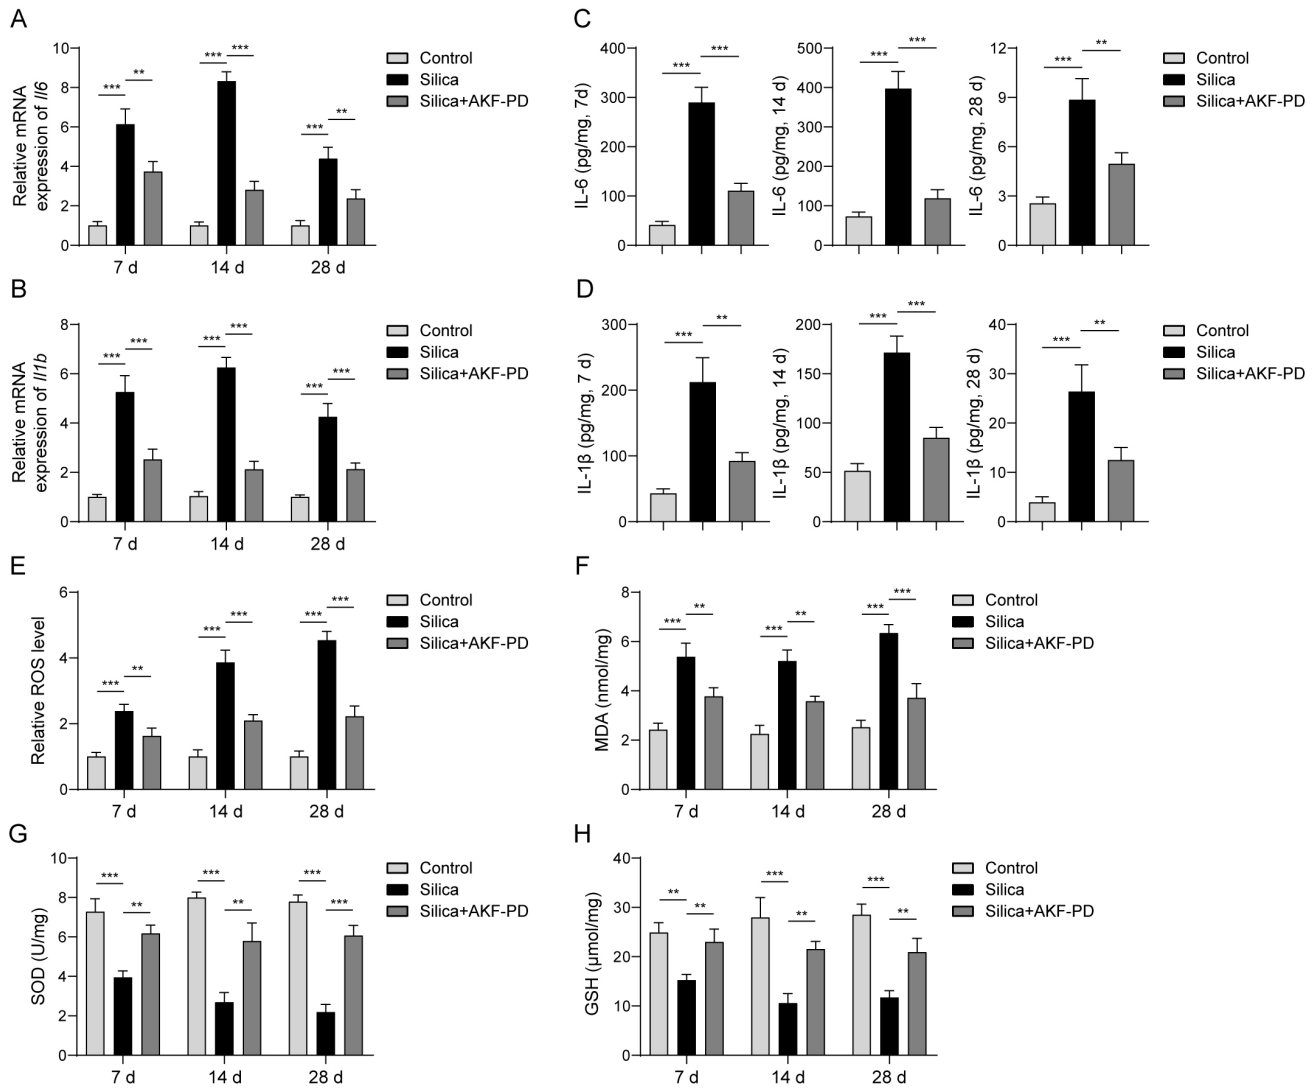 A
Relative mRNA
expression of Il6
10
8
6
4
2
0
*** ** *** *** *** **
7 d 14 d 28 d
Control
Silica
Silica+AKF-PD
C
IL-6 (pg/mg, 7d)
400
300
200
100
0
*** ***
IL-6 (pg/mg, 14 d)
500
400
300
200
100
0
*** ***
IL-6 (pg/mg, 28 d)
12
9
6
3
0
*** **
Control
Silica
Silica+AKF-PD
B
Relative mRNA
expression of Il1b
8
6
4
2
0
*** *** *** *** *** ***
7 d 14 d 28 d
Control
Silica
Silica+AKF-PD
D
IL-1β (pg/mg, 7 d)
300
200
100
0
*** **
IL-1β (pg/mg, 14 d)
200
150
100
50
0
*** ***
IL-1β (pg/mg, 28 d)
40
30
20
10
0
*** **
Control
Silica
Silica+AKF-PD
E
Relative ROS level
6
4
2
0
*** ** *** *** *** ***
7 d 14 d 28 d
Control
Silica
Silica+AKF-PD
F
MDA (nmol/mg)
8
6
4
2
0
*** ** *** ** *** ***
7 d 14 d 28 d
Control
Silica
Silica+AKF-PD
G
SOD (U/mg)
10
8
6
4
2
0
*** ** *** ** *** ***
7 d 14 d 28 d
Control
Silica
Silica+AKF-PD
H
GSH (μmol/mg)
40
30
20
10
0
** ** *** ** *** **
7 d 14 d 28 d
Control
Silica
Silica+AKF-PD